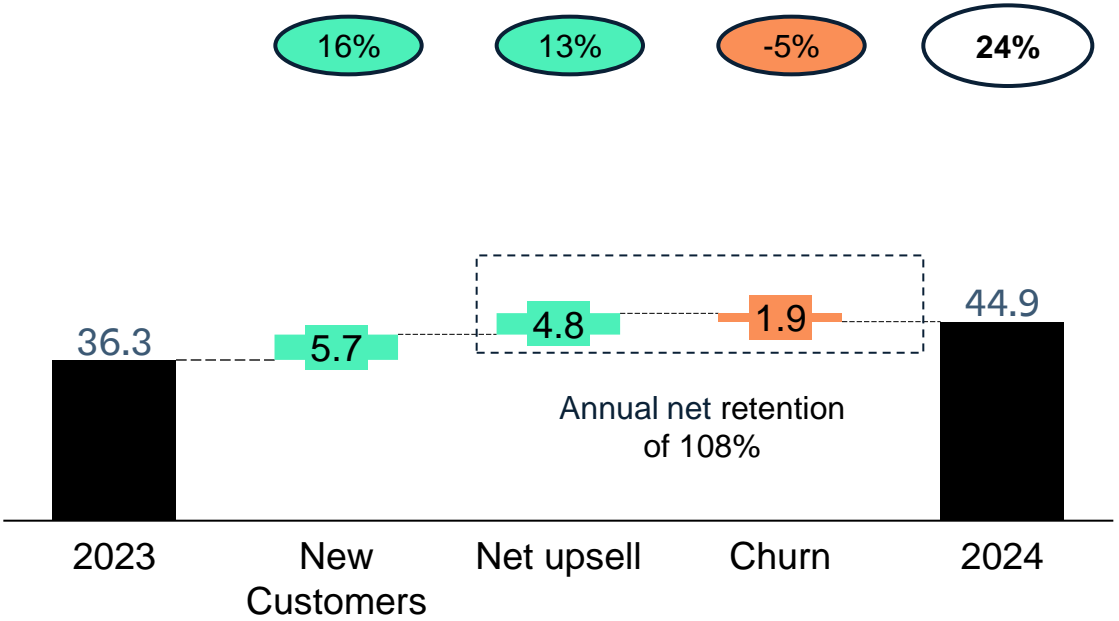 16%
13%
-5%
24%
36.3
5.7
4.8
1.9
44.9
Annual net retention
of 108%
2023
New
Customers
Net upsell
Churn
2024